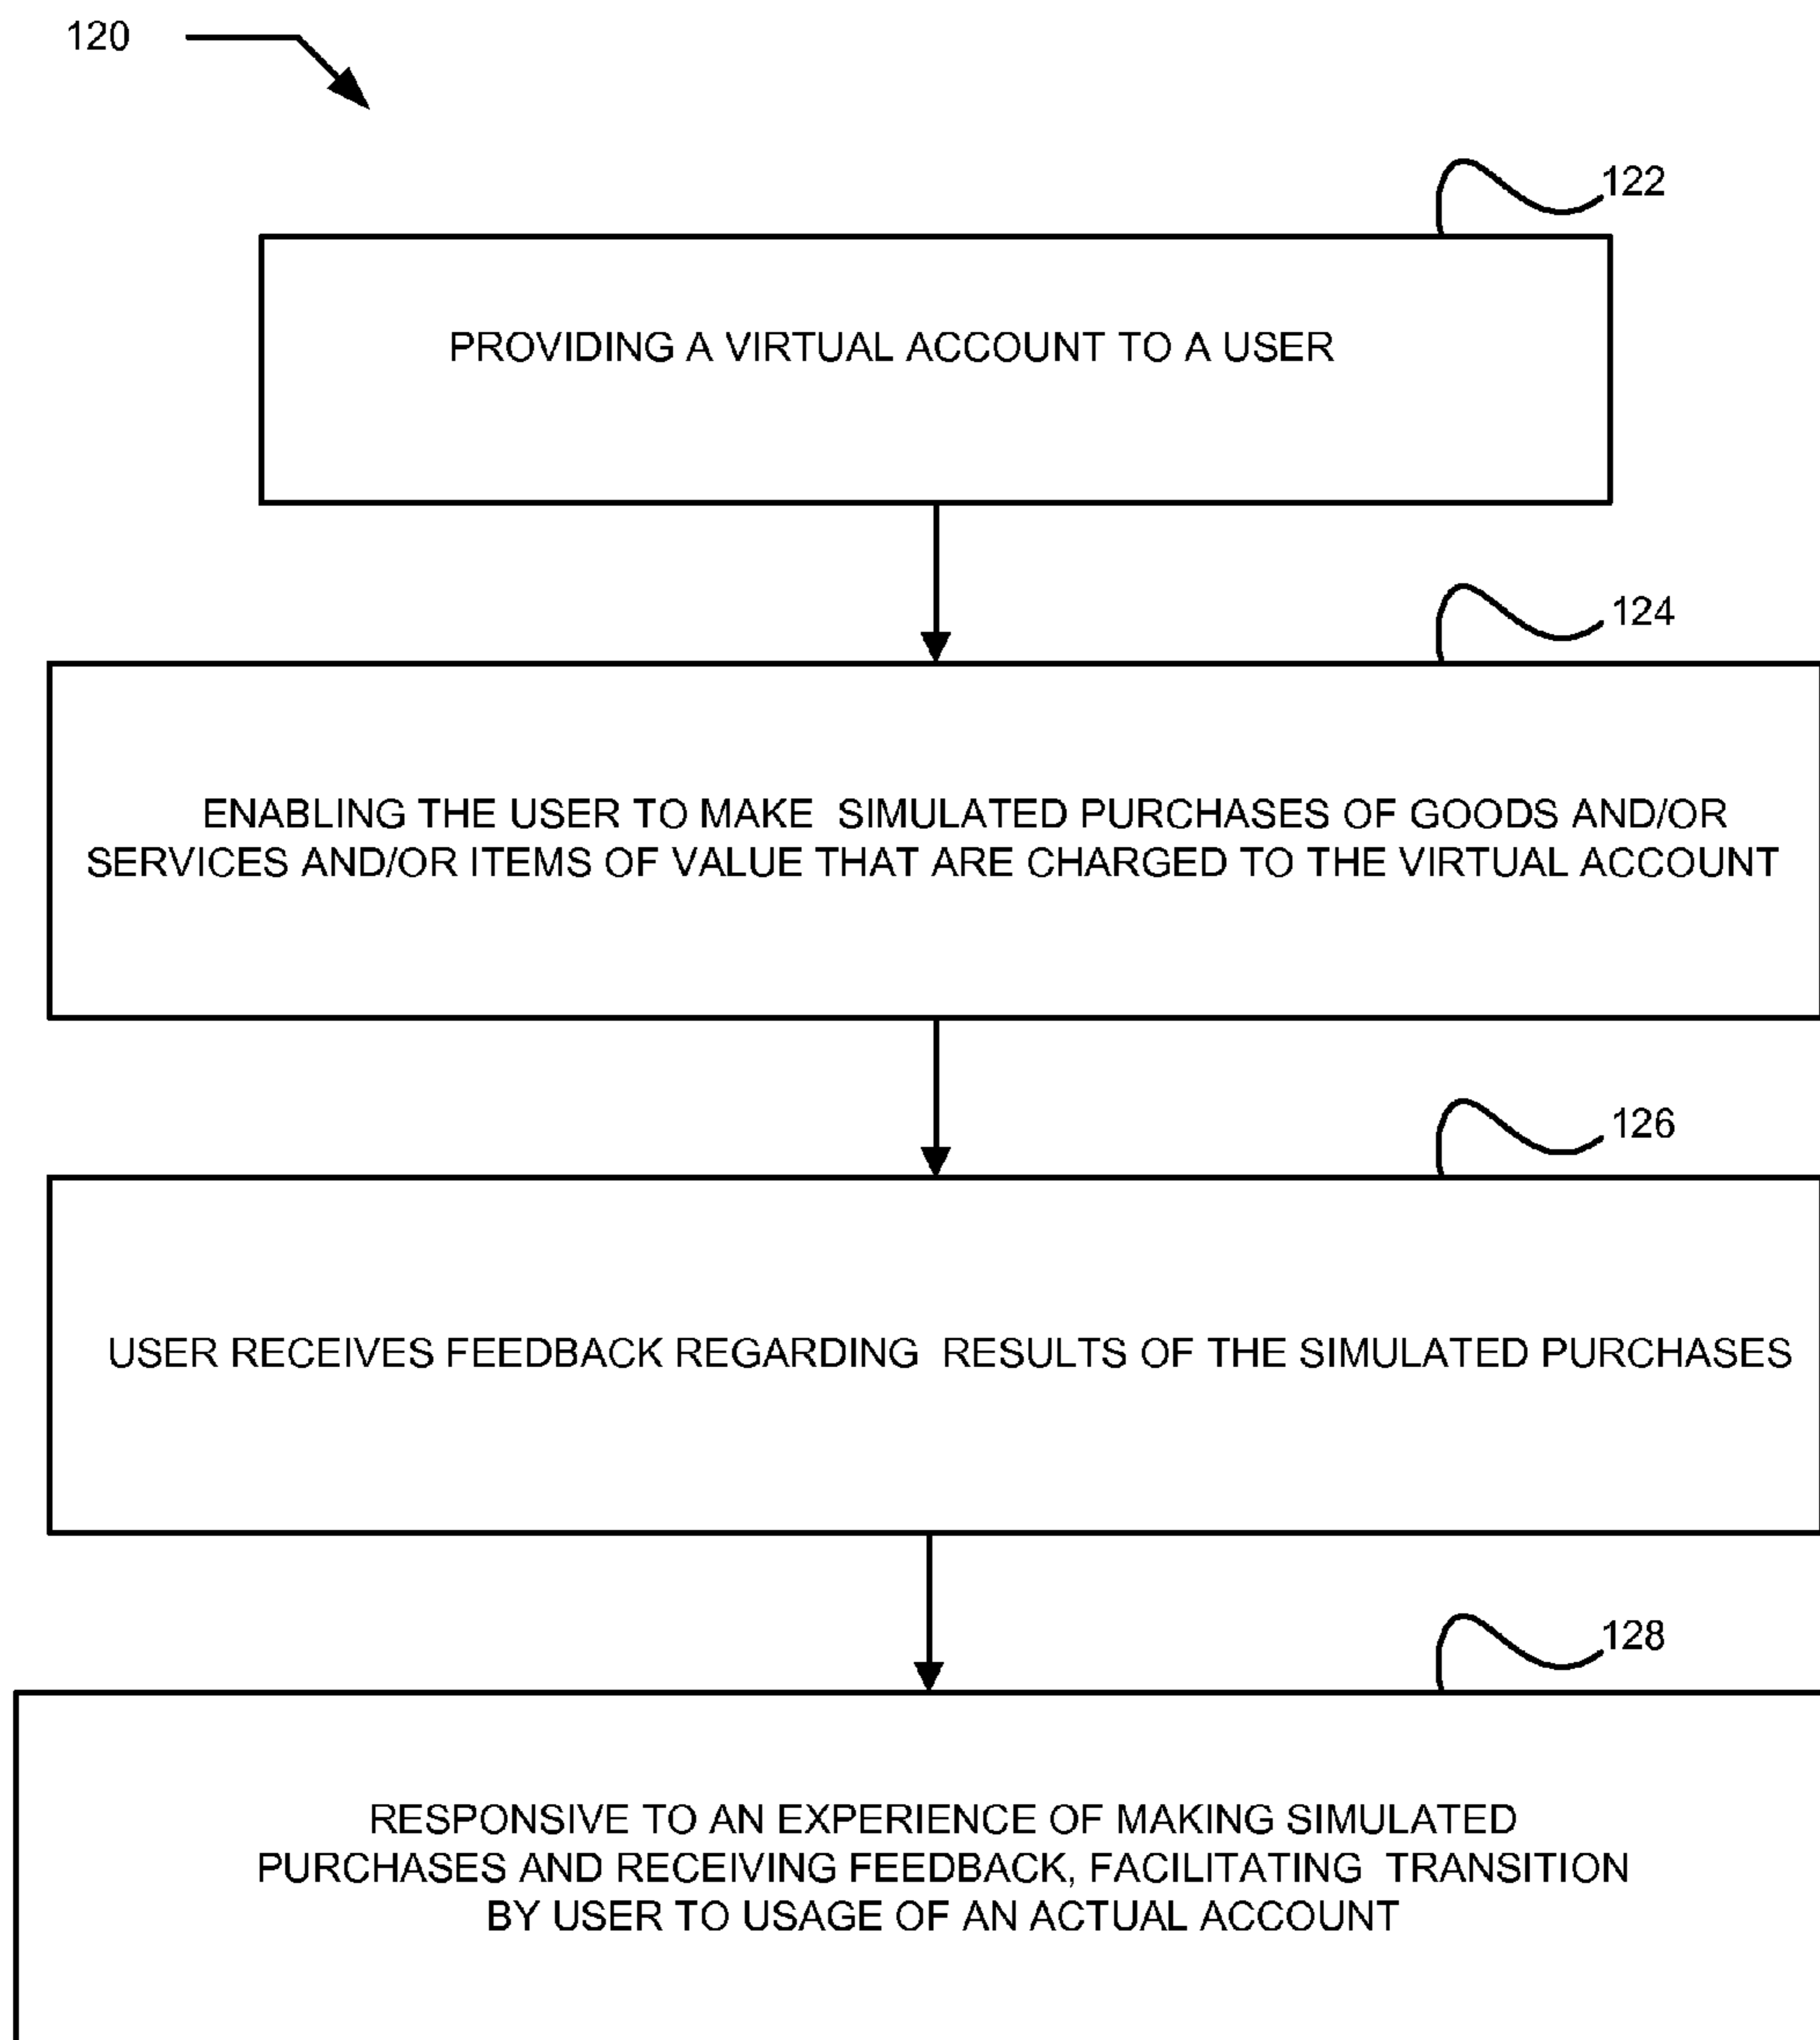 120
122
PROVIDING A VIRTUAL ACCOUNT TO A USER
124
ENABLING THE USER TO MAKE SIMULATED PURCHASES OF GOODS AND/OR
SERVICES AND/OR ITEMS OF VALUE THAT ARE CHARGED TO THE VIRTUAL ACCOUNT
126
USER RECEIVES FEEDBACK REGARDING RESULTS OF THE SIMULATED PURCHASES
128
RESPONSIVE TO AN EXPERIENCE OF MAKING SIMULATED
PURCHASES AND RECEIVING FEEDBACK, FACILITATING TRANSITION
BY USER TO USAGE OF AN ACTUAL ACCOUNT